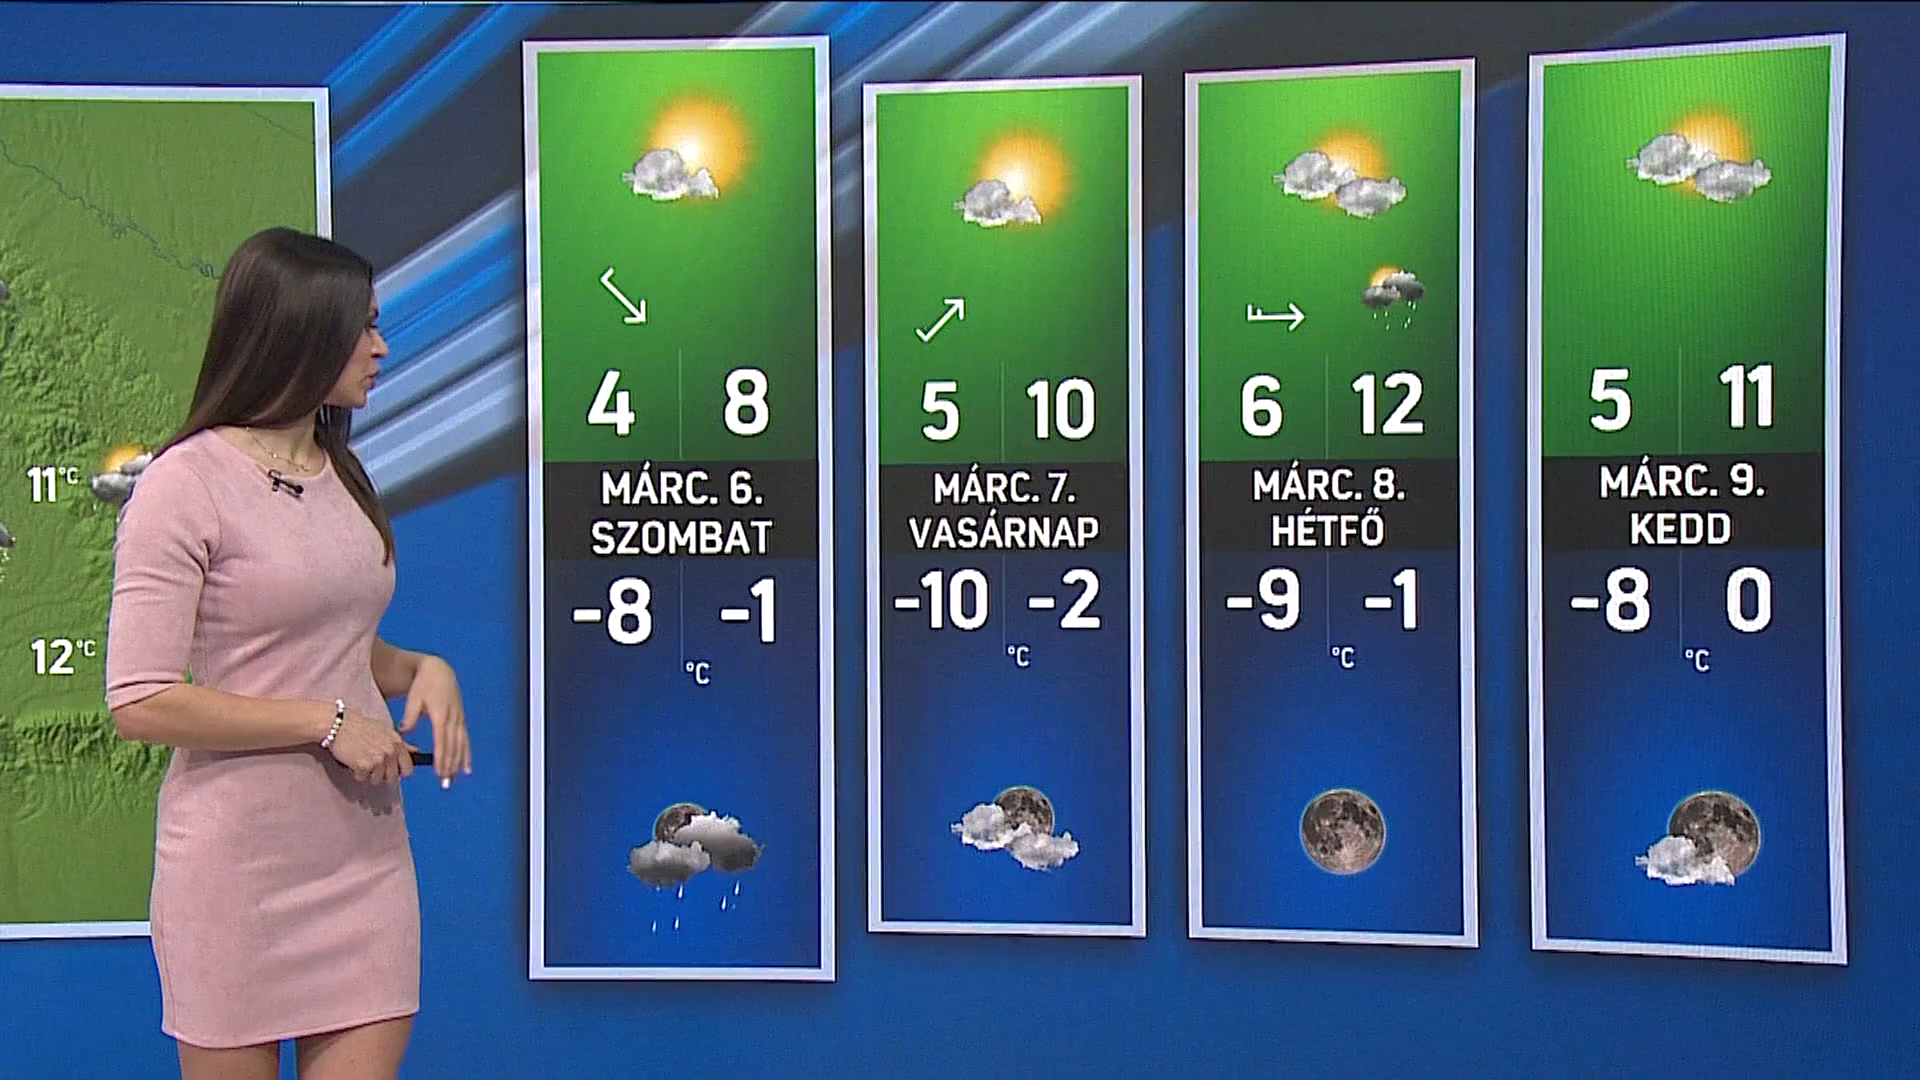 11°C
12°C
4 8
MÁRC. 6.
SZOMBAT
-8 -1
°C
5 10
MÁRC. 7.
VASÁRNAP
-10 -2
°C
6 12
MÁRC. 8.
HÉTFŐ
-9 -1
°C
5 11
MÁRC. 9.
KEDD
-8 0
°C